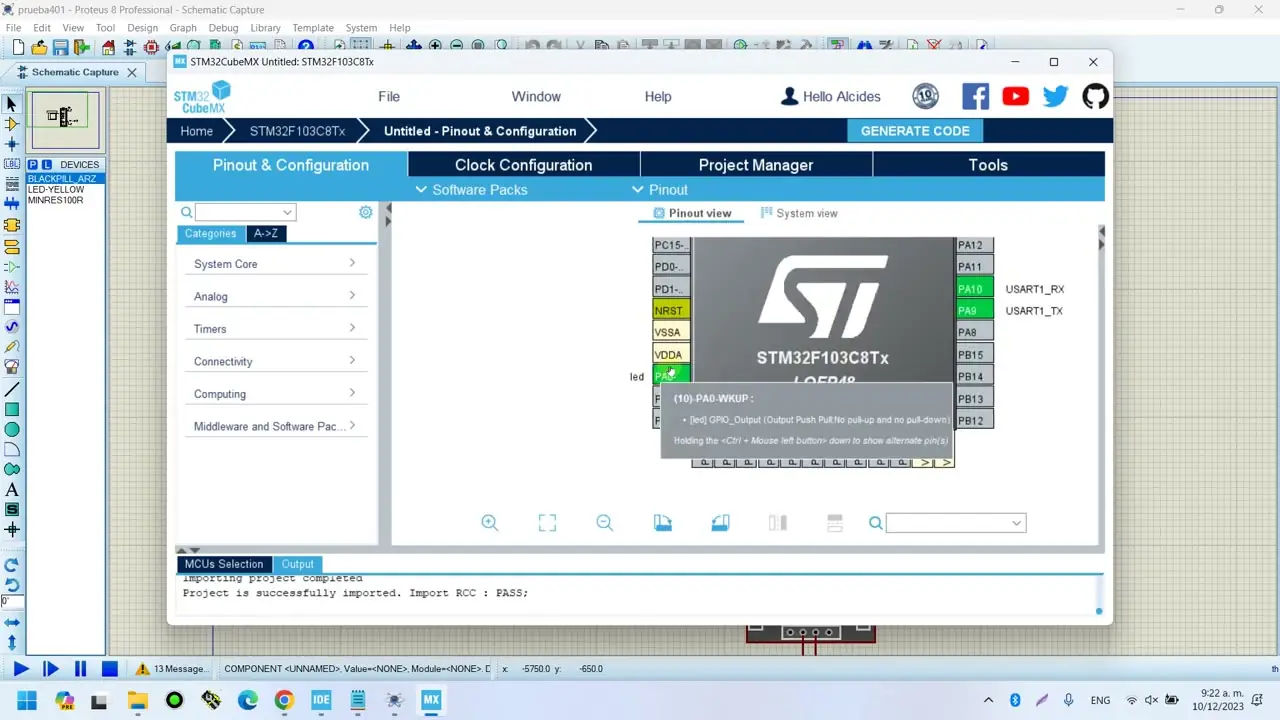 prueba401 - Proteus 8 Professional - Schematic Capture
File Edit View Tool Design Graph Debug Library Template System Help
Schematic Capture
STM32CubeMX Untitled: STM32F103C8Tx
STM32 CubeMX
File Window Help Hello Alcides
Home STM32F103C8Tx Untitled - Pinout & Configuration GENERATE CODE
Pinout & Configuration Clock Configuration Project Manager Tools
Software Packs Pinout
P L DEVICES
BLACKPILL_ARZ
LED-YELLOW
MINRES100R
Pinout view System view
Categories A->Z
System Core
Analog
Timers
Connectivity
Computing
Middleware and Software Pac...
PC15-..
PD0-..
PD1-..
NRST
VSSA
VDDA
led PA0-
PA12
PA11
PA10 USART1_RX
PA9 USART1_TX
PA8
PB15
PB14
PB13
PB12
STM32F103C8Tx
LQFP48
(10)-PA0-WKUP :
• [led] GPIO_Output (Output Push Pull:No pull-up and no pull-down)
Holding the <Ctrl + Mouse left button> down to show alternate pin(s)
MCUs Selection Output
Importing project completed
Project is successfully imported. Import RCC : PASS;
13 Message... COMPONENT <UNNAMED>, Value=<NONE>, Module=<NONE>. x: -5750.0 y: -650.0 th
ENG 9:22 a. m.
10/12/2023